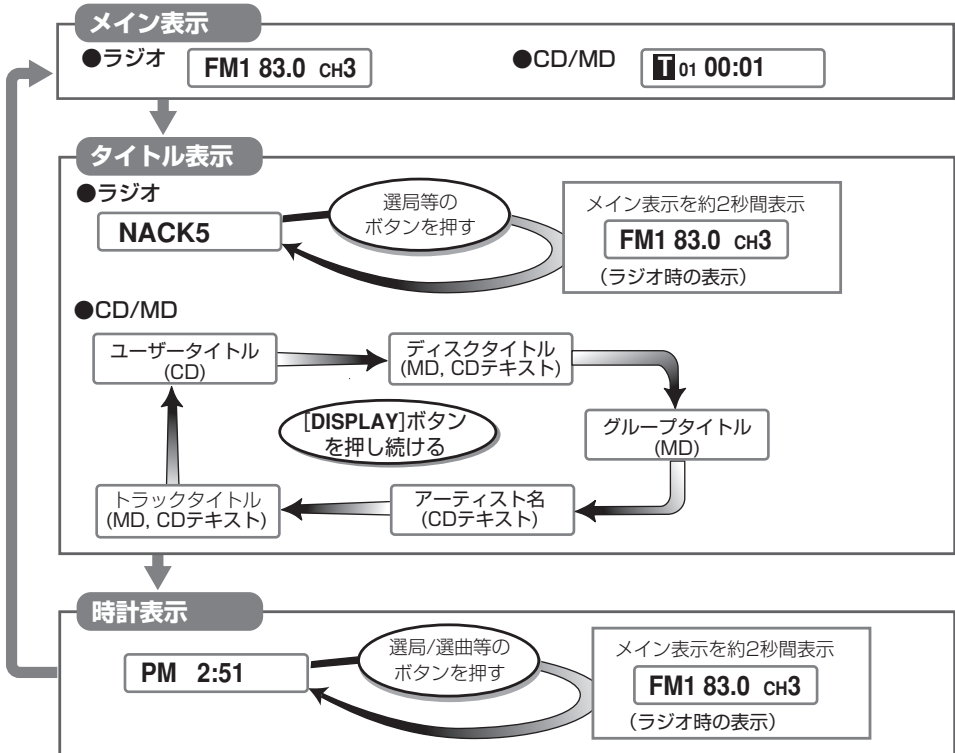 メイン表示
●ラジオ
FM1 83.0 CH3
●CD/MD
T 01 00:01
タイトル表示
●ラジオ
NACK5
選局等の
ボタンを押す
メイン表示を約2秒間表示
FM1 83.0 CH3
(ラジオ時の表示)
●CD/MD
ユーザータイトル
(CD)
ディスクタイトル
(MD, CDテキスト)
[DISPLAY]ボタン
を押し続ける
グループタイトル
(MD)
トラックタイトル
(MD, CDテキスト)
アーティスト名
(CDテキスト)
時計表示
PM 2:51
選局/選曲等の
ボタンを押す
メイン表示を約2秒間表示
FM1 83.0 CH3
(ラジオ時の表示)